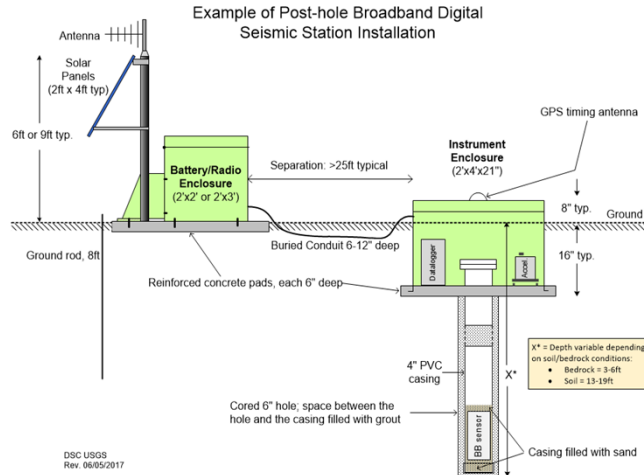 Example of Post-hole Broadband Digital
Seismic Station Installation
Antenna
Solar
Panels
(2ft x 4ft typ)
6ft or 9ft typ.
GPS timing antenna
Instrument
Enclosure
(2'x4'x21")
Battery/Radio
Enclosure
(2'x2' or 2'x3')
Separation: >25ft typical
8" typ.
Ground
Buried Conduit 6-12" deep
Ground rod, 8ft
16" typ.
Datalogger
Accel.
Reinforced concrete pads, each 6" deep
4" PVC
casing
X*
X* = Depth variable depending
on soil/bedrock conditions:
• Bedrock = 3-6ft
• Soil = 13-19ft
Cored 6" hole; space between the
hole and the casing filled with grout
BB sensor
Casing filled with sand
DSC USGS
Rev. 06/05/2017